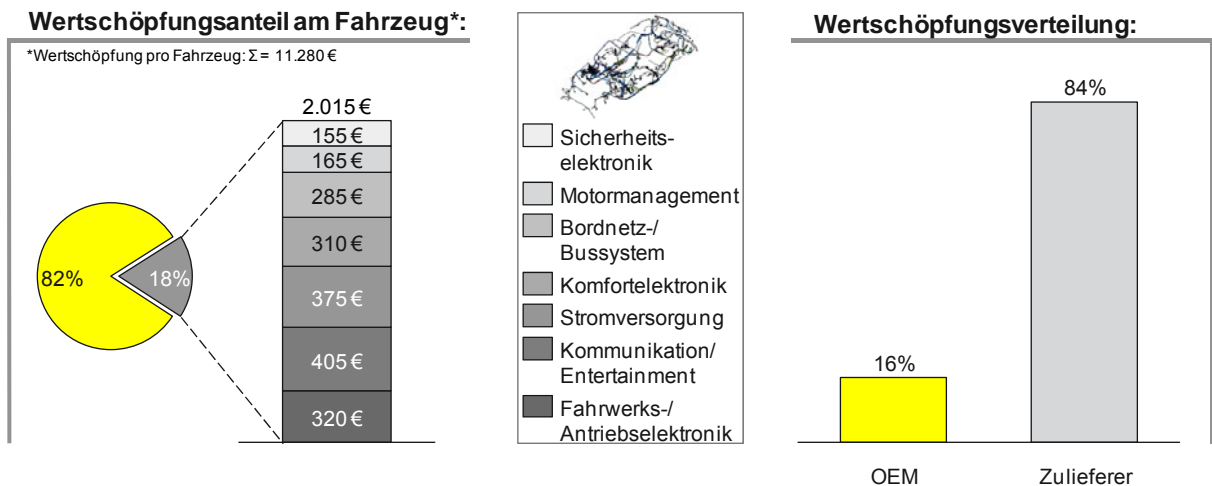 Wertschöpfungsanteil am Fahrzeug*:
*Wertschöpfung pro Fahrzeug: Σ = 11.280 €
82%
18%
2.015 €
155 €
165 €
285 €
310 €
375 €
405 €
320 €
Sicherheits-
elektronik
Motormanagement
Bordnetz-/
Bussystem
Komfortelektronik
Stromversorgung
Kommunikation/
Entertainment
Fahrwerks-/
Antriebselektronik
Wertschöpfungsverteilung:
84%
16%
OEM
Zulieferer